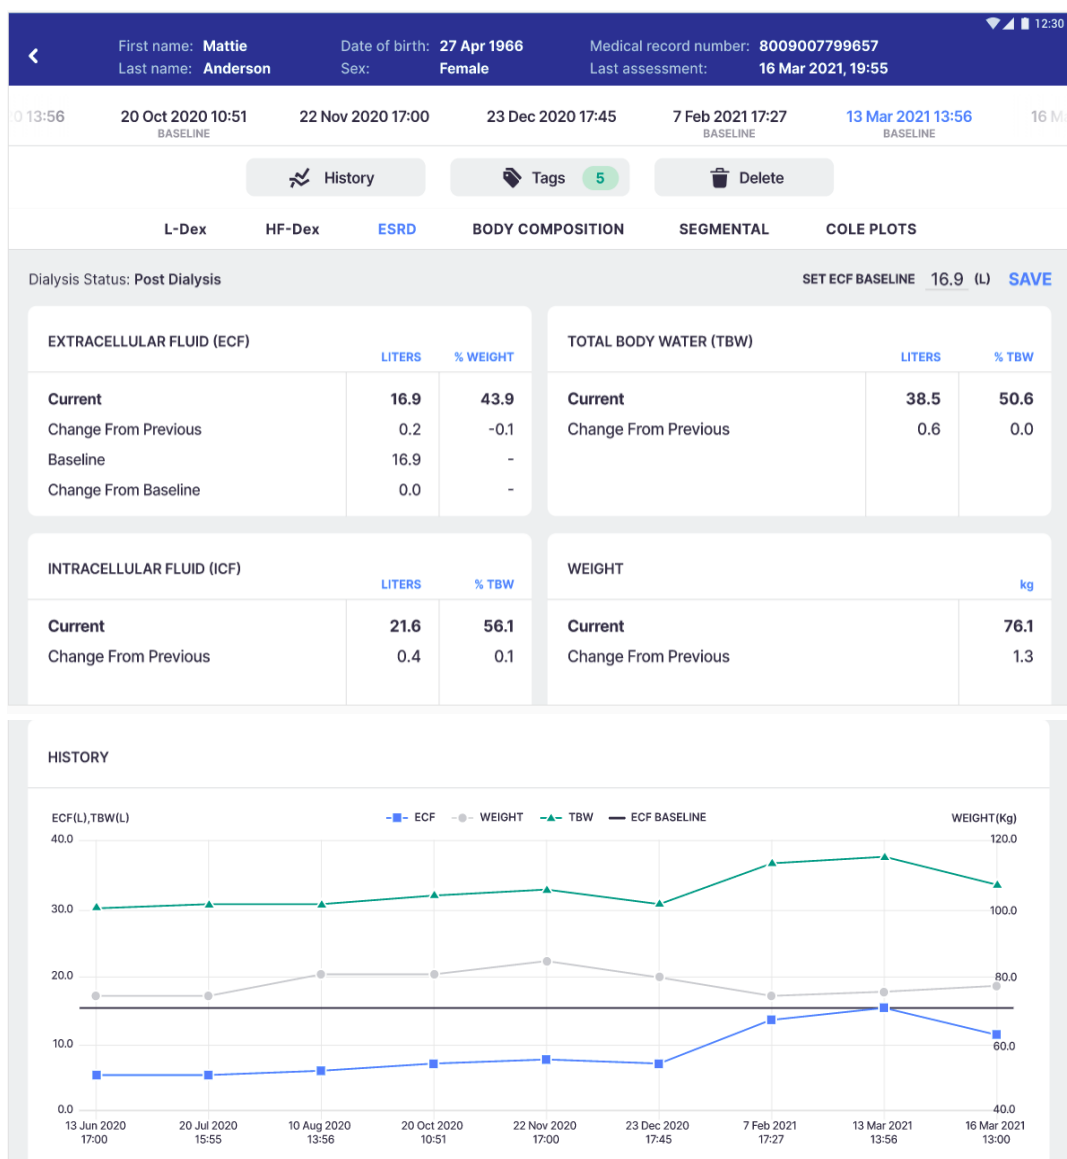 12:30
First name: Mattie Date of birth: 27 Apr 1966 Medical record number: 8009007799657
Last name: Anderson Sex: Female Last assessment: 16 Mar 2021, 19:55
0 13:56 20 Oct 2020 10:51 22 Nov 2020 17:00 23 Dec 2020 17:45 7 Feb 2021 17:27 13 Mar 2021 13:56 16 M
BASELINE BASELINE BASELINE
History Tags 5 Delete
L-Dex HF-Dex ESRD BODY COMPOSITION SEGMENTAL COLE PLOTS
Dialysis Status: Post Dialysis SET ECF BASELINE 16.9 (L) SAVE
EXTRACELLULAR FLUID (ECF)
LITERS % WEIGHT
Current 16.9 43.9
Change From Previous 0.2 -0.1
Baseline 16.9 -
Change From Baseline 0.0 -
TOTAL BODY WATER (TBW)
LITERS % TBW
Current 38.5 50.6
Change From Previous 0.6 0.0
INTRACELLULAR FLUID (ICF)
LITERS % TBW
Current 21.6 56.1
Change From Previous 0.4 0.1
WEIGHT
kg
Current 76.1
Change From Previous 1.3
HISTORY
ECF(L),TBW(L) ECF WEIGHT TBW ECF BASELINE WEIGHT(Kg)
40.0 120.0
30.0 100.0
20.0 80.0
10.0 60.0
0.0 40.0
13 Jun 2020 20 Jul 2020 10 Aug 2020 20 Oct 2020 22 Nov 2020 23 Dec 2020 7 Feb 2021 13 Mar 2021 16 Mar 2021
17:00 15:55 13:56 10:51 17:00 17:45 17:27 13:56 13:00